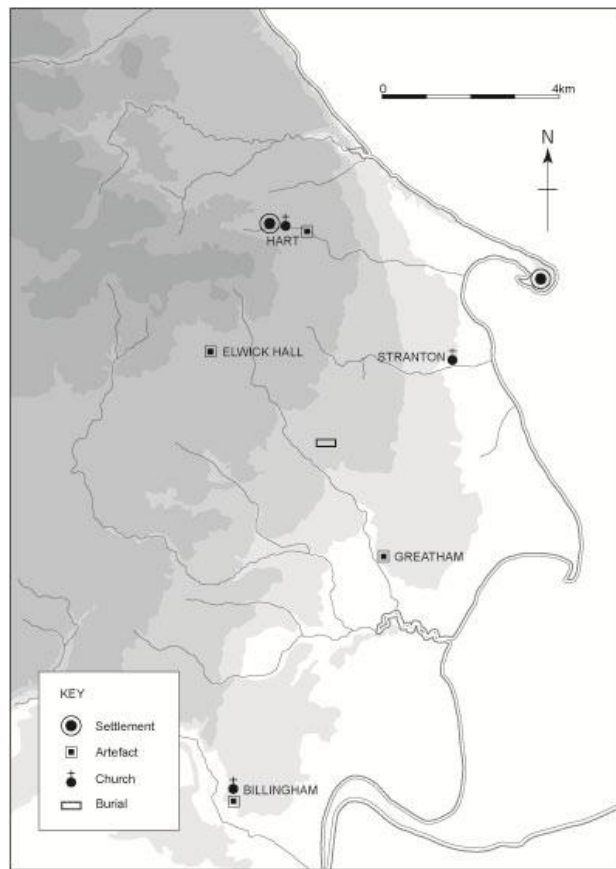 0 4km
N
HART
ELWICK HALL
STRANTON
GREATHAM
BILLINGHAM
KEY
Settlement
Artefact
Church
Burial